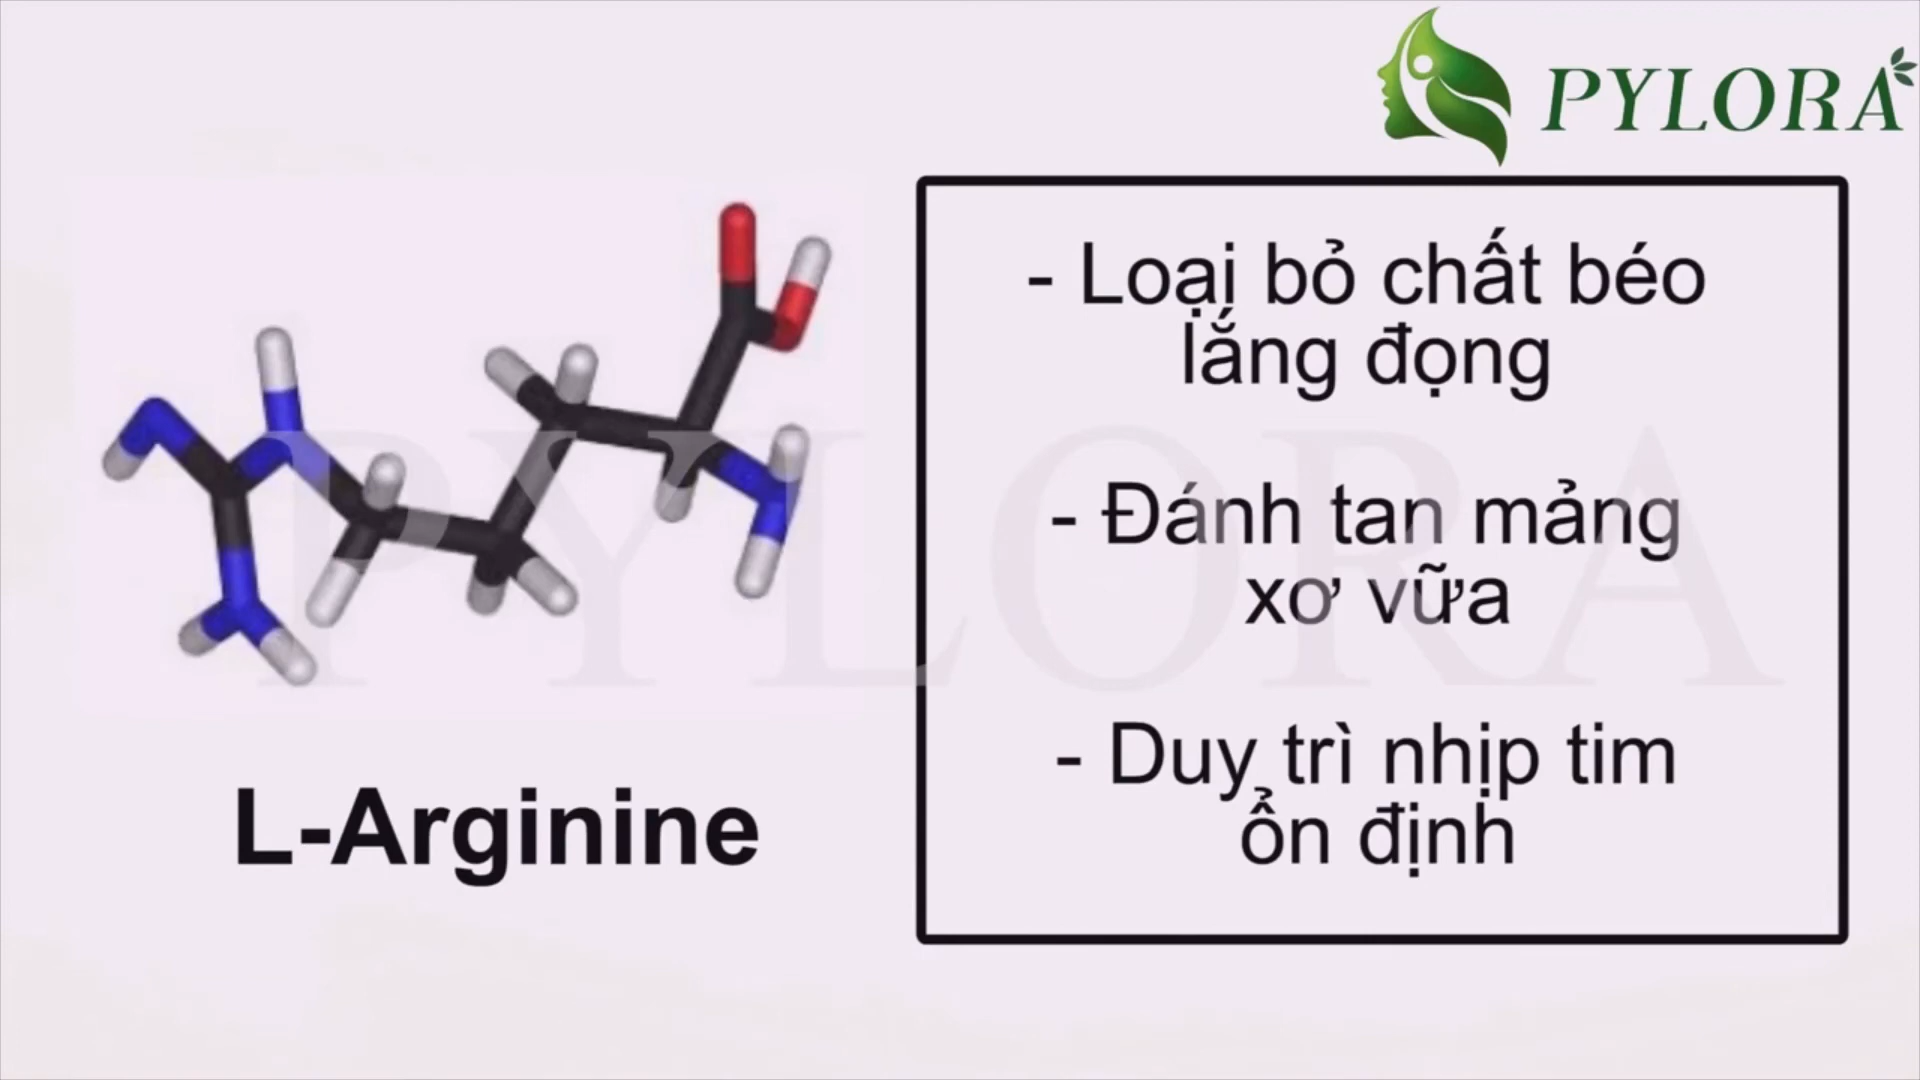 PYLORA
- Loại bỏ chất béo
lắng đọng
- Đánh tan mảng
xơ vữa
- Duy trì nhịp tim
ổn định
L-Arginine
PYLORA